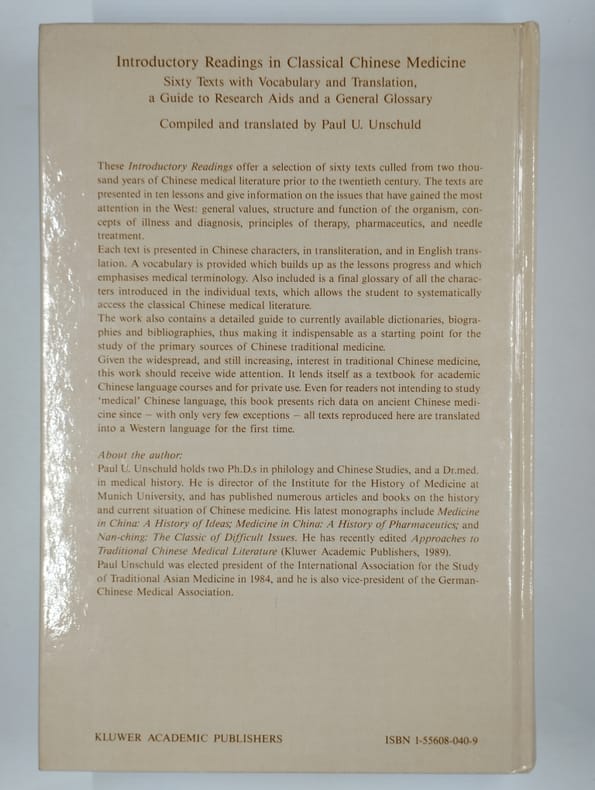 Introductory Readings in Classical Chinese Medicine
Sixty Texts with Vocabulary and Translation,
a Guide to Research Aids and a General Glossary
Compiled and translated by Paul U. Unschuld
These Introductory Readings offer a selection of sixty texts culled from two thou-
sand years of Chinese medical literature prior to the twentieth century. The texts are
presented in ten lessons and give information on the issues that have gained the most
attention in the West: general values, structure and function of the organism, con-
cepts of illness and diagnosis, principles of therapy, pharmaceutics, and needle
treatment.
Each text is presented in Chinese characters, in transliteration, and in English trans-
lation. A vocabulary is provided which builds up as the lessons progress and which
emphasises medical terminology. Also included is a final glossary of all the charac-
ters introduced in the individual texts, which allows the student to systematically
access the classical Chinese medical literature.
The work also contains a detailed guide to currently available dictionaries, biogra-
phies and bibliographies, thus making it indispensable as a starting point for the
study of the primary sources of Chinese traditional medicine.
Given the widespread, and still increasing, interest in traditional Chinese medicine,
this work should receive wide attention. It lends itself as a textbook for academic
Chinese language courses and for private use. Even for readers not intending to study
'medical' Chinese language, this book presents rich data on ancient Chinese medi-
cine since – with only very few exceptions – all texts reproduced here are translated
into a Western language for the first time.
About the author:
Paul U. Unschuld holds two Ph.D.s in philology and Chinese Studies, and a Dr.med.
in medical history. He is director of the Institute for the History of Medicine at
Munich University, and has published numerous articles and books on the history
and current situation of Chinese medicine. His latest monographs include Medicine
in China: A History of Ideas; Medicine in China: A History of Pharmaceutics; and
Nan-ching: The Classic of Difficult Issues. He has recently edited Approaches to
Traditional Chinese Medical Literature (Kluwer Academic Publishers, 1989).
Paul Unschuld was elected president of the International Association for the Study
of Traditional Asian Medicine in 1984, and he is also vice-president of the German-
Chinese Medical Association.
KLUWER ACADEMIC PUBLISHERS
ISBN 1-55608-040-9